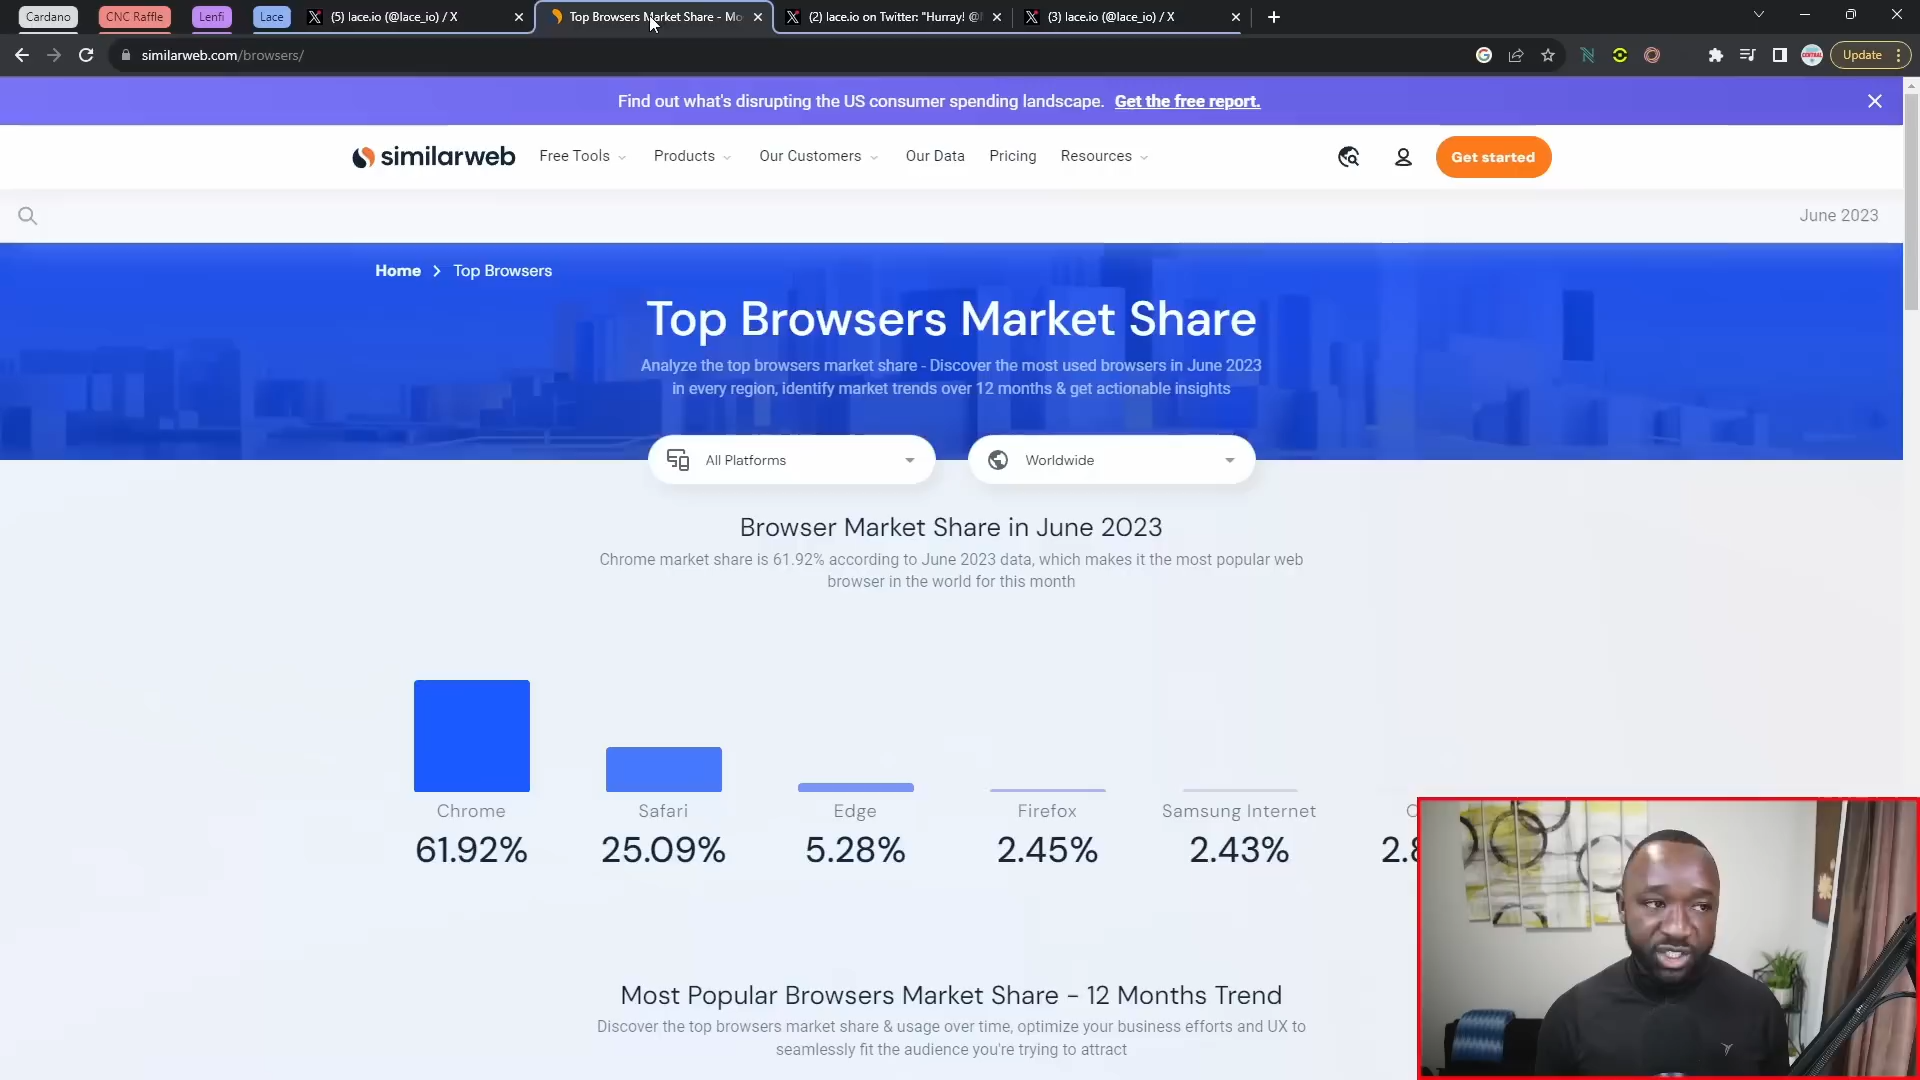 Cardano
CNC Raffle
Lenfi
Lace
(5) lace.io (@lace_io) / X
Top Browsers Market Share - Mo
(2) lace.io on Twitter: "Hurray! @
(3) lace.io (@lace_io) / X
similarweb.com/browsers/
Update
Find out what's disrupting the US consumer spending landscape. Get the free report.
similarweb
Free Tools
Products
Our Customers
Our Data
Pricing
Resources
Get started
June 2023
Home > Top Browsers
Top Browsers Market Share
Analyze the top browsers market share - Discover the most used browsers in June 2023
in every region, identify market trends over 12 months & get actionable insights
All Platforms
Worldwide
Browser Market Share in June 2023
Chrome market share is 61.92% according to June 2023 data, which makes it the most popular web
browser in the world for this month
Chrome
Safari
Edge
Firefox
Samsung Internet
61.92%
25.09%
5.28%
2.45%
2.43%
Most Popular Browsers Market Share - 12 Months Trend
Discover the top browsers market share & usage over time, optimize your business efforts and UX to
seamlessly fit the audience you're trying to attract